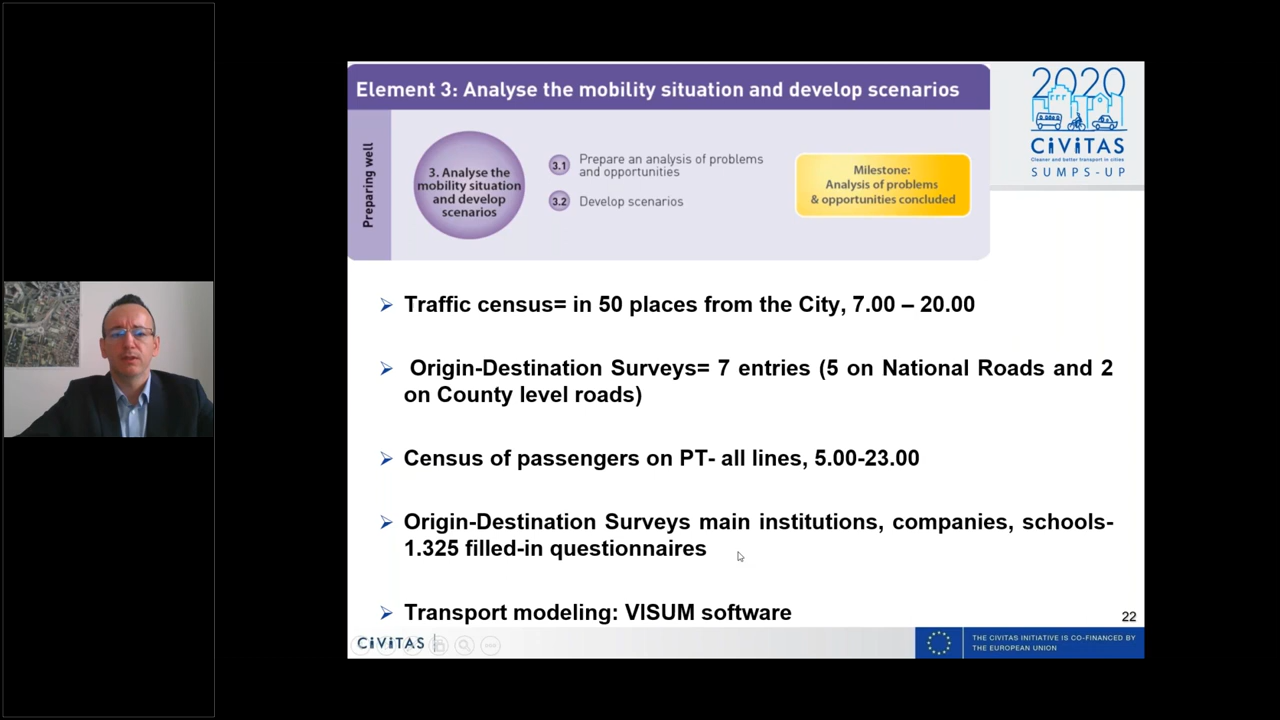 Element 3: Analyse the mobility situation and develop scenarios
Preparing well
3. Analyse the
mobility situation
and develop
scenarios
3.1 Prepare an analysis of problems
and opportunities
3.2 Develop scenarios
Milestone:
Analysis of problems
& opportunities concluded
2020
CiViTAS
Cleaner and better transport in cities
SUMPS-UP
➢ Traffic census= in 50 places from the City, 7.00 – 20.00
➢ Origin-Destination Surveys= 7 entries (5 on National Roads and 2
on County level roads)
➢ Census of passengers on PT- all lines, 5.00-23.00
➢ Origin-Destination Surveys main institutions, companies, schools-
1.325 filled-in questionnaires
➢ Transport modeling: VISUM software
22
CiViTAS
THE CIVITAS INITIATIVE IS CO-FINANCED BY
THE EUROPEAN UNION